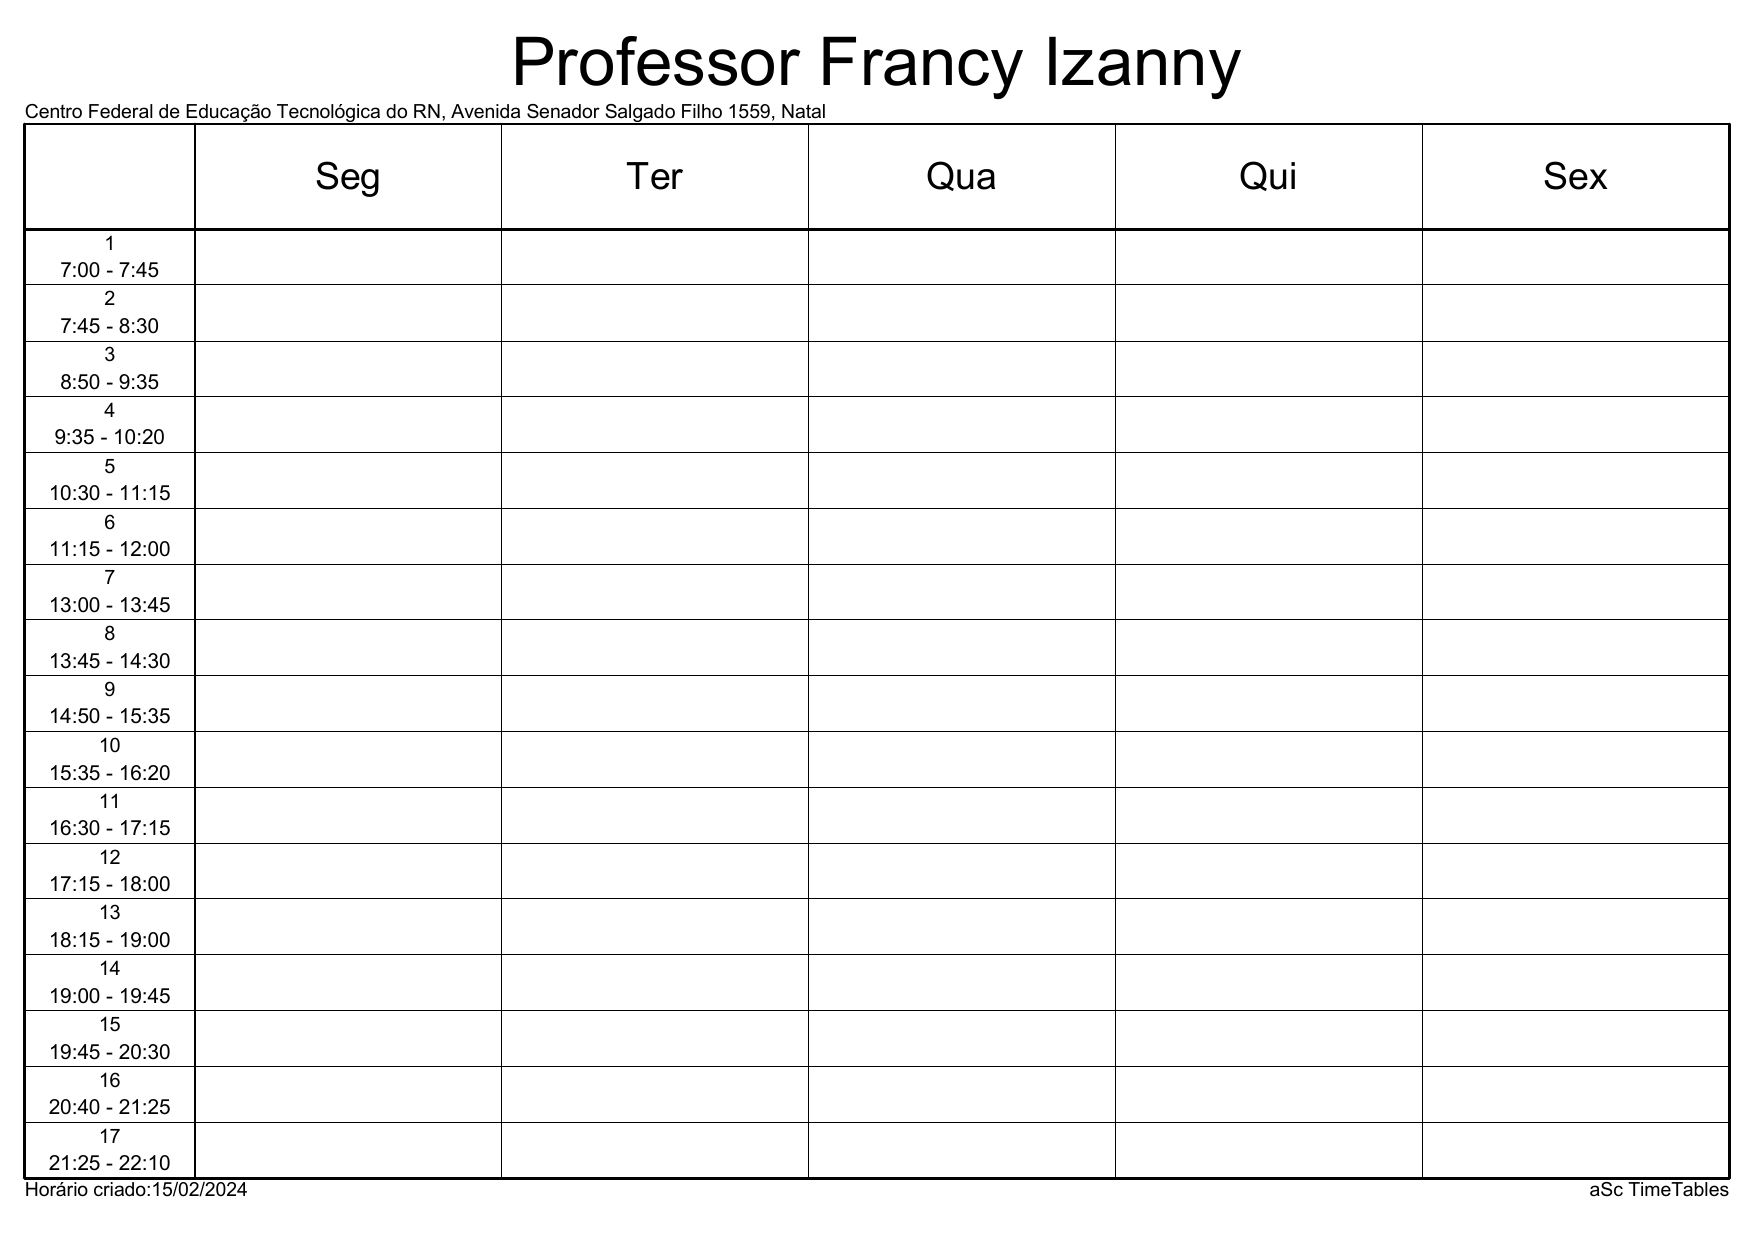 Professor Francy Izanny
Centro Federal de Educação Tecnológica do RN, Avenida Senador Salgado Filho 1559, Natal
Seg Ter Qua Qui Sex
1
7:00 - 7:45
2
7:45 - 8:30
3
8:50 - 9:35
4
9:35 - 10:20
5
10:30 - 11:15
6
11:15 - 12:00
7
13:00 - 13:45
8
13:45 - 14:30
9
14:50 - 15:35
10
15:35 - 16:20
11
16:30 - 17:15
12
17:15 - 18:00
13
18:15 - 19:00
14
19:00 - 19:45
15
19:45 - 20:30
16
20:40 - 21:25
17
21:25 - 22:10
Horário criado:15/02/2024 aSc TimeTables